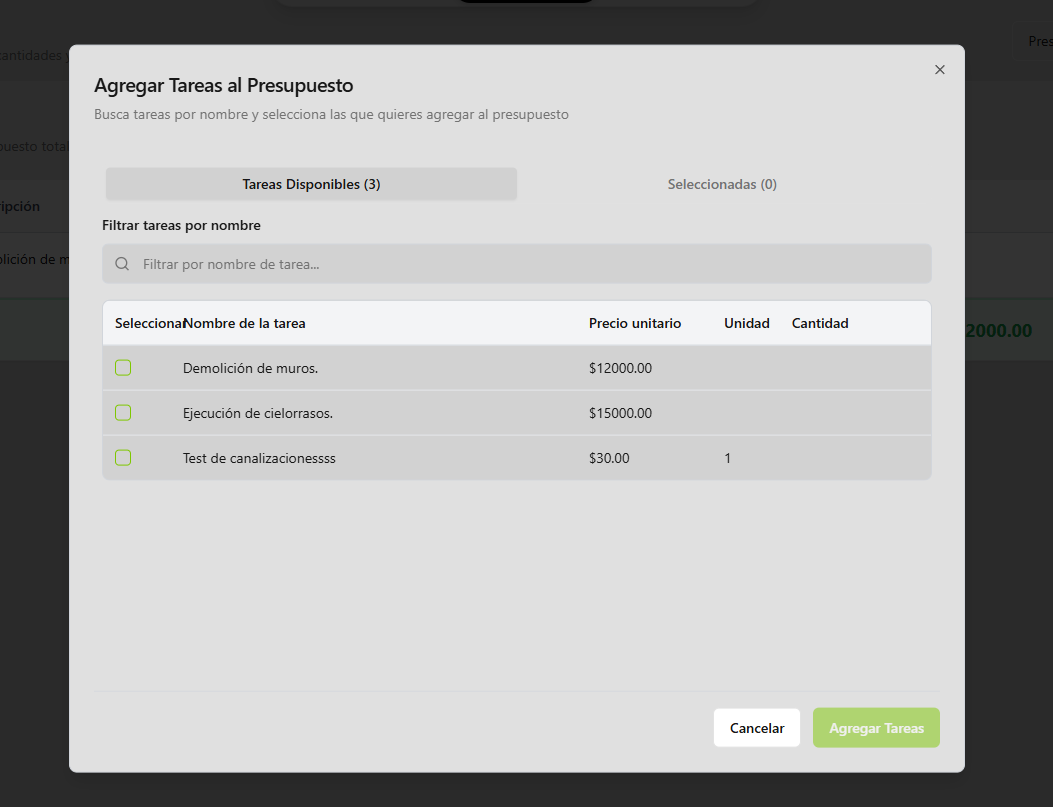 cantidades y
Pres
Agregar Tareas al Presupuesto
Busca tareas por nombre y selecciona las que quieres agregar al presupuesto
puesto total
Tareas Disponibles (3) Seleccionadas (0)
ripción
Filtrar tareas por nombre
olición de m
Filtrar por nombre de tarea...
Seleccionar Nombre de la tarea Precio unitario Unidad Cantidad
2000.00
Demolición de muros. $12000.00
Ejecución de cielorrasos. $15000.00
Test de canalizacionessss $30.00 1
Cancelar Agregar Tareas